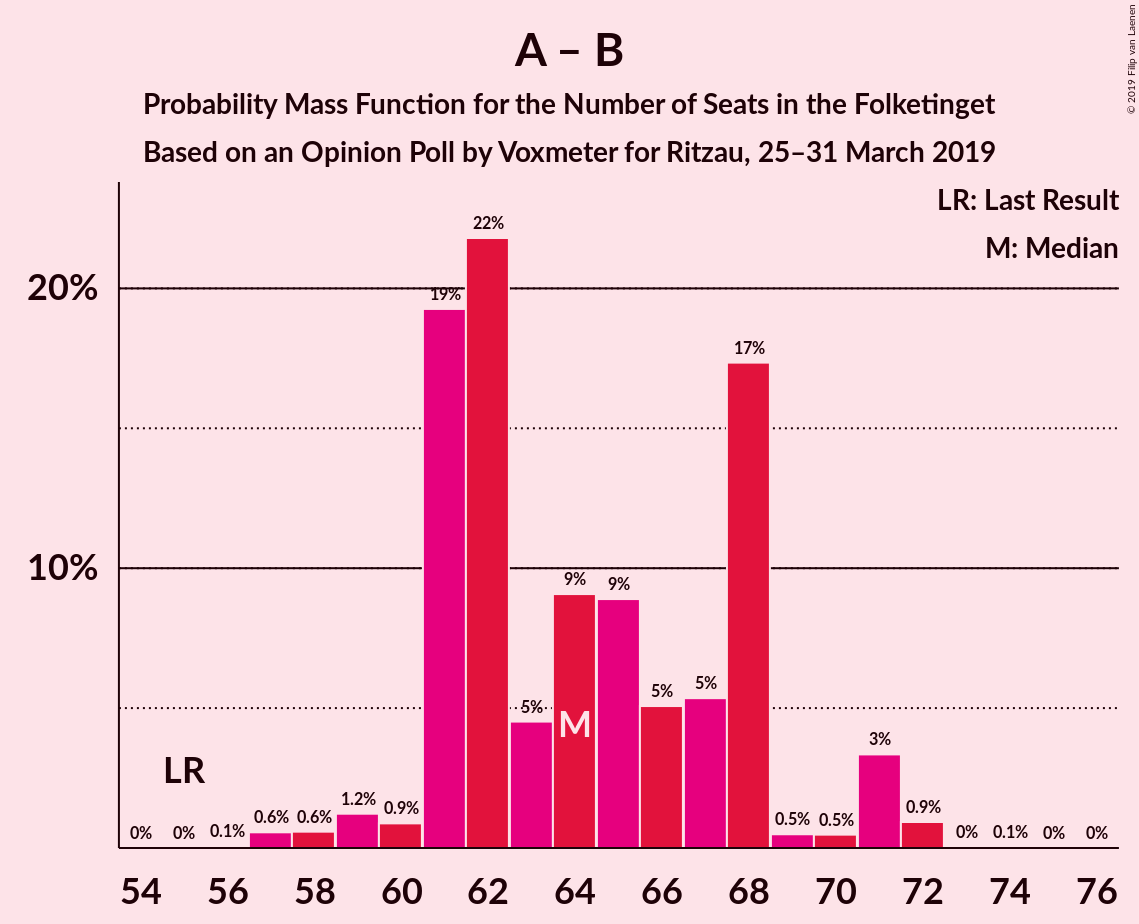 A – B
Probability Mass Function for the Number of Seats in the Folketinget
Based on an Opinion Poll by Voxmeter for Ritzau, 25–31 March 2019
© 2019 Filip van Laenen
LR: Last Result
M: Median
20%
10%
0% 0% 0.1% 0.6% 0.6% 1.2% 0.9% 19% 22% 5% 9% 9% 5% 5% 17% 0.5% 0.5% 3% 0.9% 0% 0.1% 0% 0%
LR
M
54 56 58 60 62 64 66 68 70 72 74 76